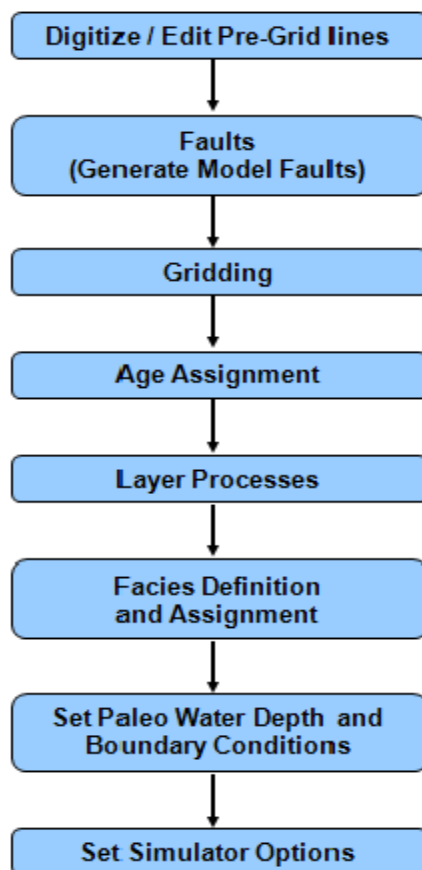 Digitize / Edit Pre-Grid lines
Faults
(Generate Model Faults)
Gridding
Age Assignment
Layer Processes
Facies Definition
and Assignment
Set Paleo Water Depth and
Boundary Conditions
Set Simulator Options